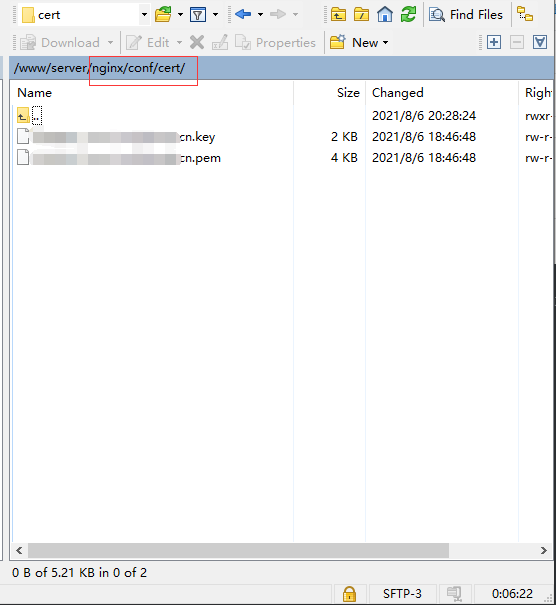 cert
Find Files
Download Edit Properties New
/www/server/nginx/conf/cert/
Name Size Changed Righ
.. 2021/8/6 20:28:24 rwxr-
cn.key 2 KB 2021/8/6 18:46:48 rw-r-
cn.pem 4 KB 2021/8/6 18:46:48 rw-r-
0 B of 5.21 KB in 0 of 2
SFTP-3 0:06:22